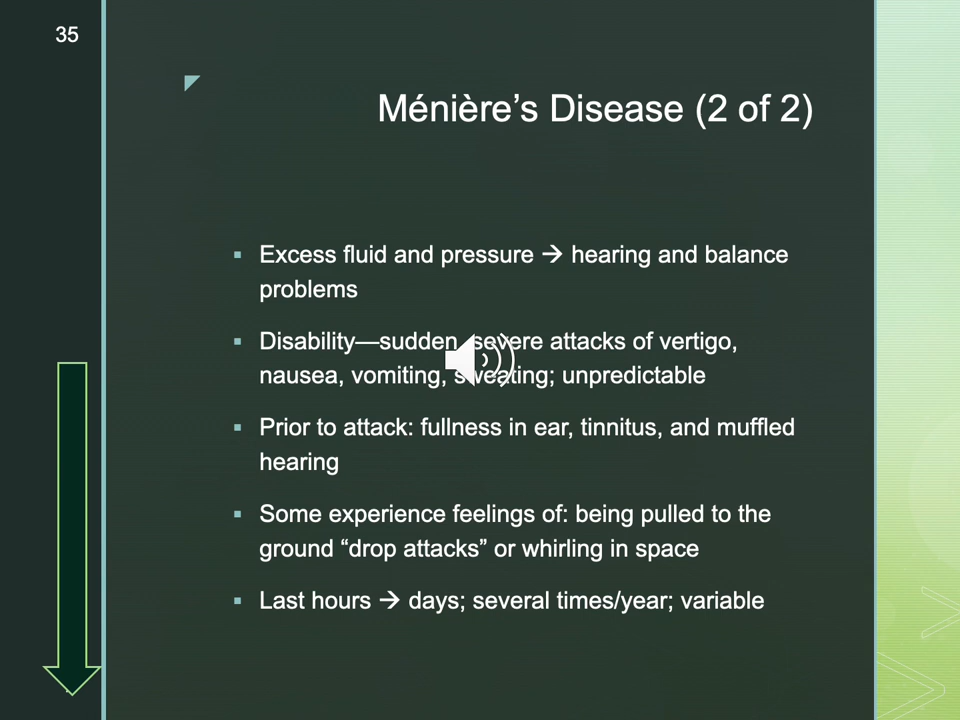 35
Ménière’s Disease (2 of 2)
▪ Excess fluid and pressure → hearing and balance
problems
▪ Disability—sudden, severe attacks of vertigo,
nausea, vomiting, sweating; unpredictable
▪ Prior to attack: fullness in ear, tinnitus, and muffled
hearing
▪ Some experience feelings of: being pulled to the
ground “drop attacks” or whirling in space
▪ Last hours → days; several times/year; variable